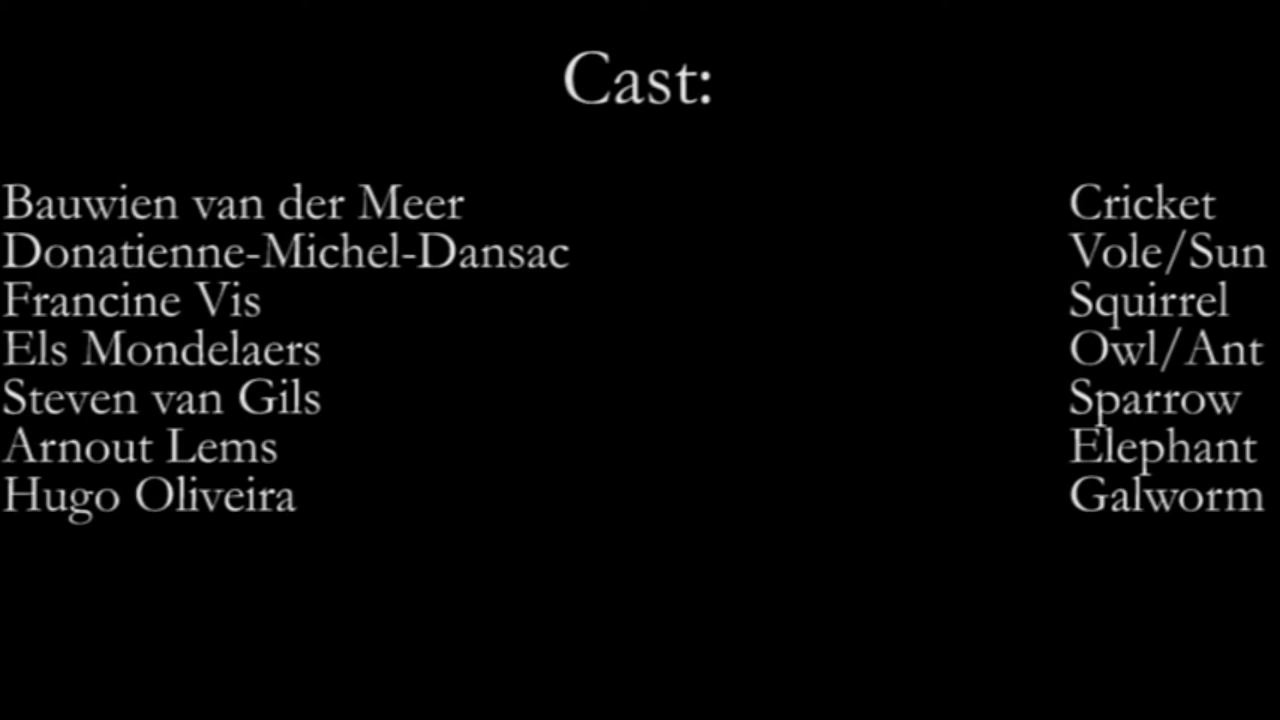 Cast:
Bauwien van der Meer Cricket
Donatienne-Michel-Dansac Vole/Sun
Francine Vis Squirrel
Els Mondelaers Owl/Ant
Steven van Gils Sparrow
Arnout Lems Elephant
Hugo Oliveira Galworm